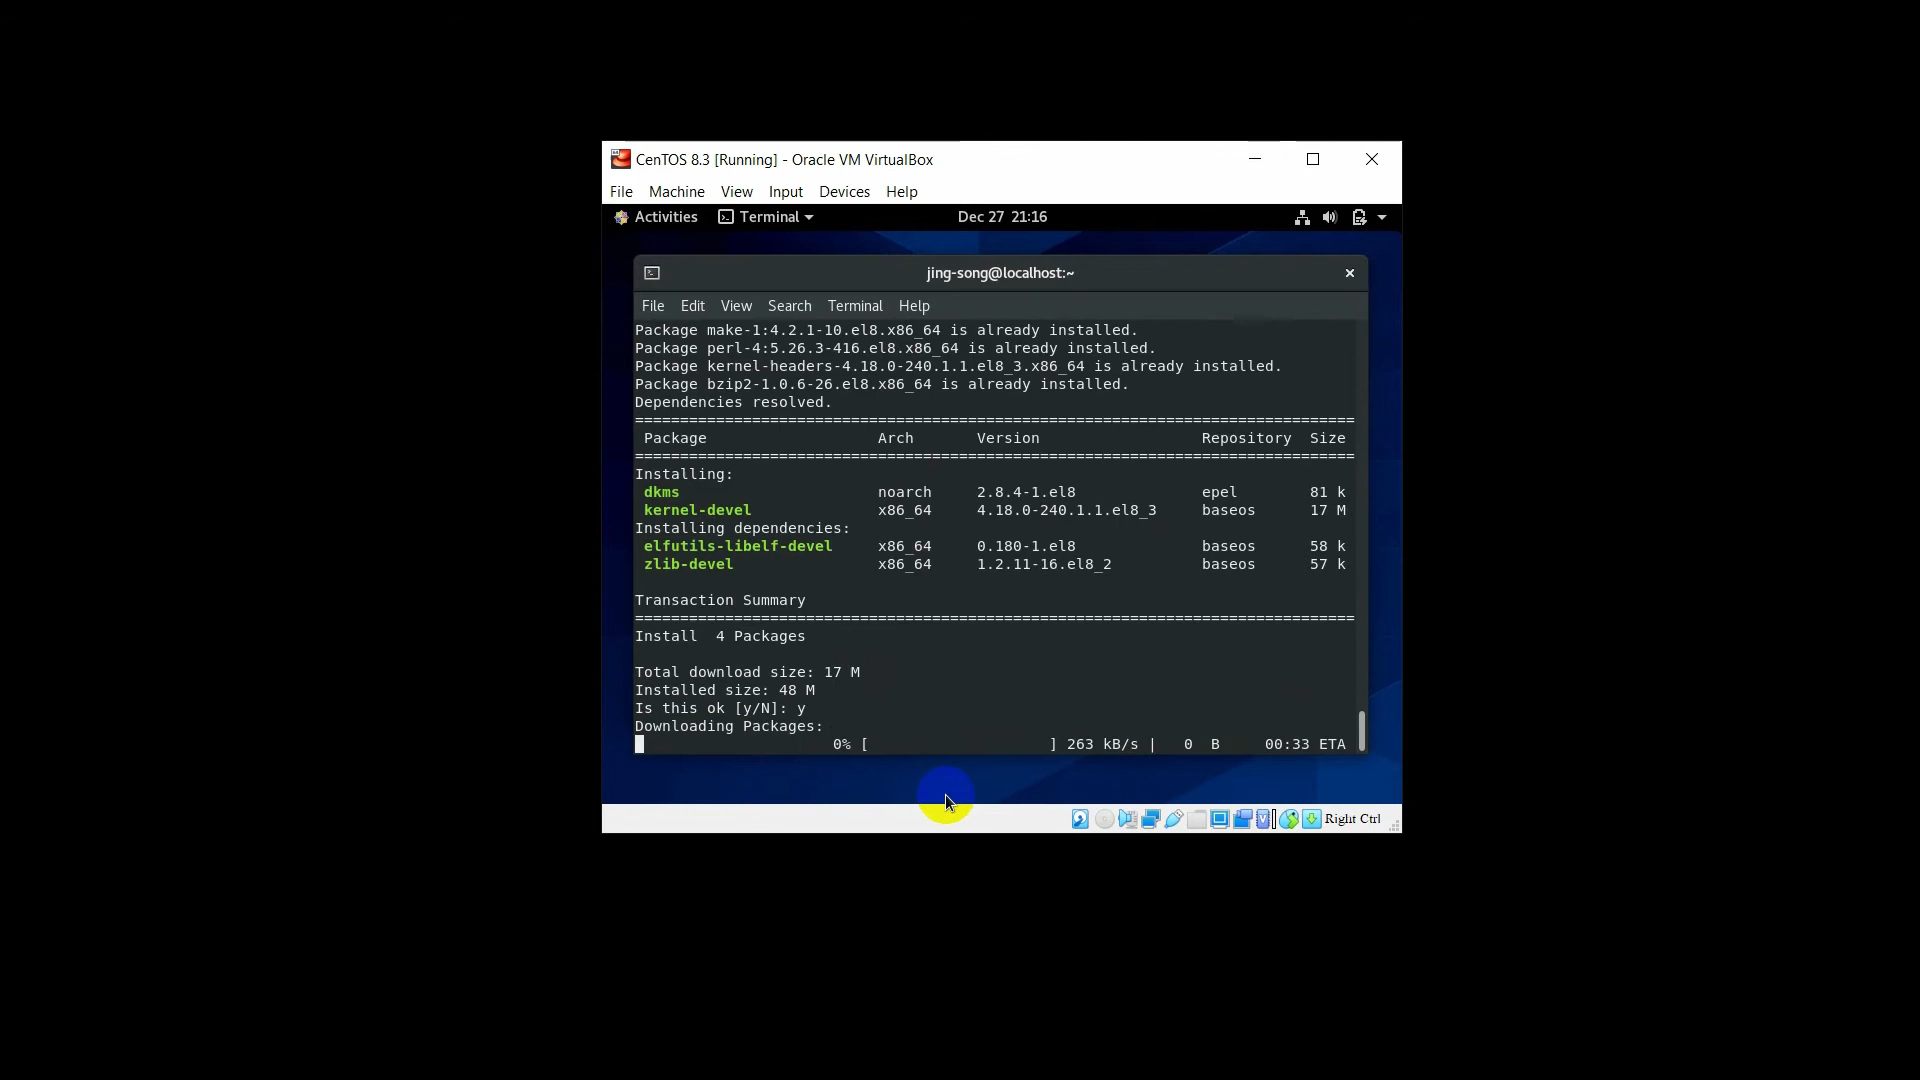 CenTOS 8.3 [Running] - Oracle VM VirtualBox
File Machine View Input Devices Help
Activities Terminal Dec 27 21:16
jing-song@localhost:~
File Edit View Search Terminal Help
Package make-1:4.2.1-10.el8.x86_64 is already installed.
Package perl-4:5.26.3-416.el8.x86_64 is already installed.
Package kernel-headers-4.18.0-240.1.1.el8_3.x86_64 is already installed.
Package bzip2-1.0.6-26.el8.x86_64 is already installed.
Dependencies resolved.
================================================================================
Package Arch Version Repository Size
================================================================================
Installing:
dkms noarch 2.8.4-1.el8 epel 81 k
kernel-devel x86_64 4.18.0-240.1.1.el8_3 baseos 17 M
Installing dependencies:
elfutils-libelf-devel x86_64 0.180-1.el8 baseos 58 k
zlib-devel x86_64 1.2.11-16.el8_2 baseos 57 k
Transaction Summary
================================================================================
Install 4 Packages
Total download size: 17 M
Installed size: 48 M
Is this ok [y/N]: y
Downloading Packages:
0% [ ] 263 kB/s | 0 B 00:33 ETA
Right Ctrl